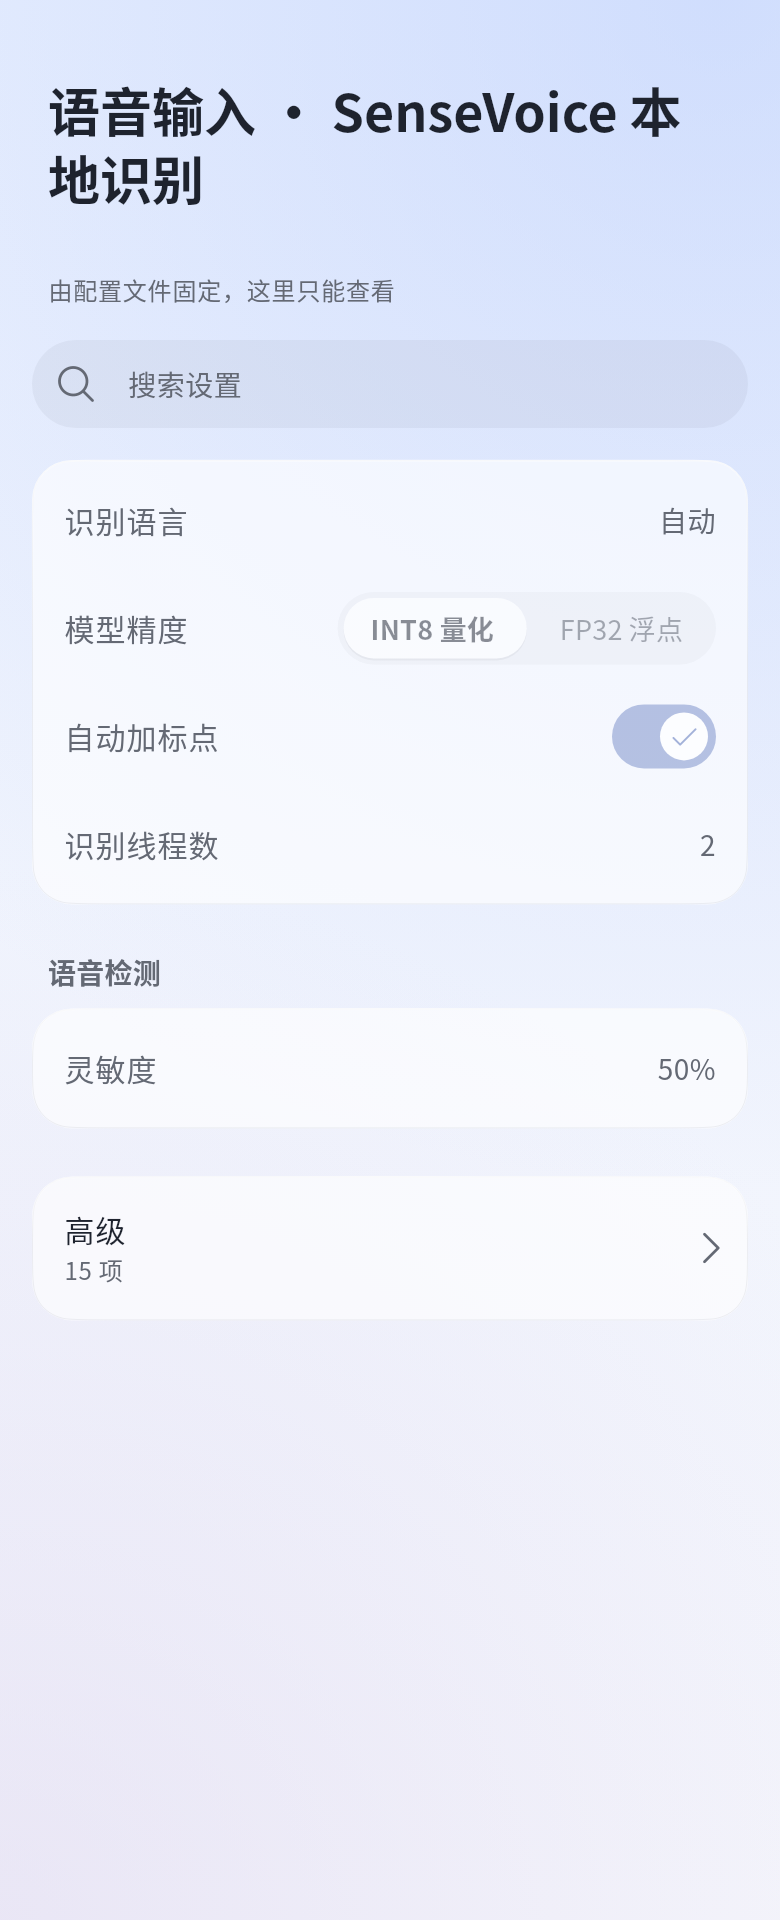 语音输入 · SenseVoice 本
地识别
由配置文件固定，这里只能查看
搜索设置
识别语言 自动
模型精度 INT8 量化 FP32 浮点
自动加标点
识别线程数 2
语音检测
灵敏度 50%
高级
15 项